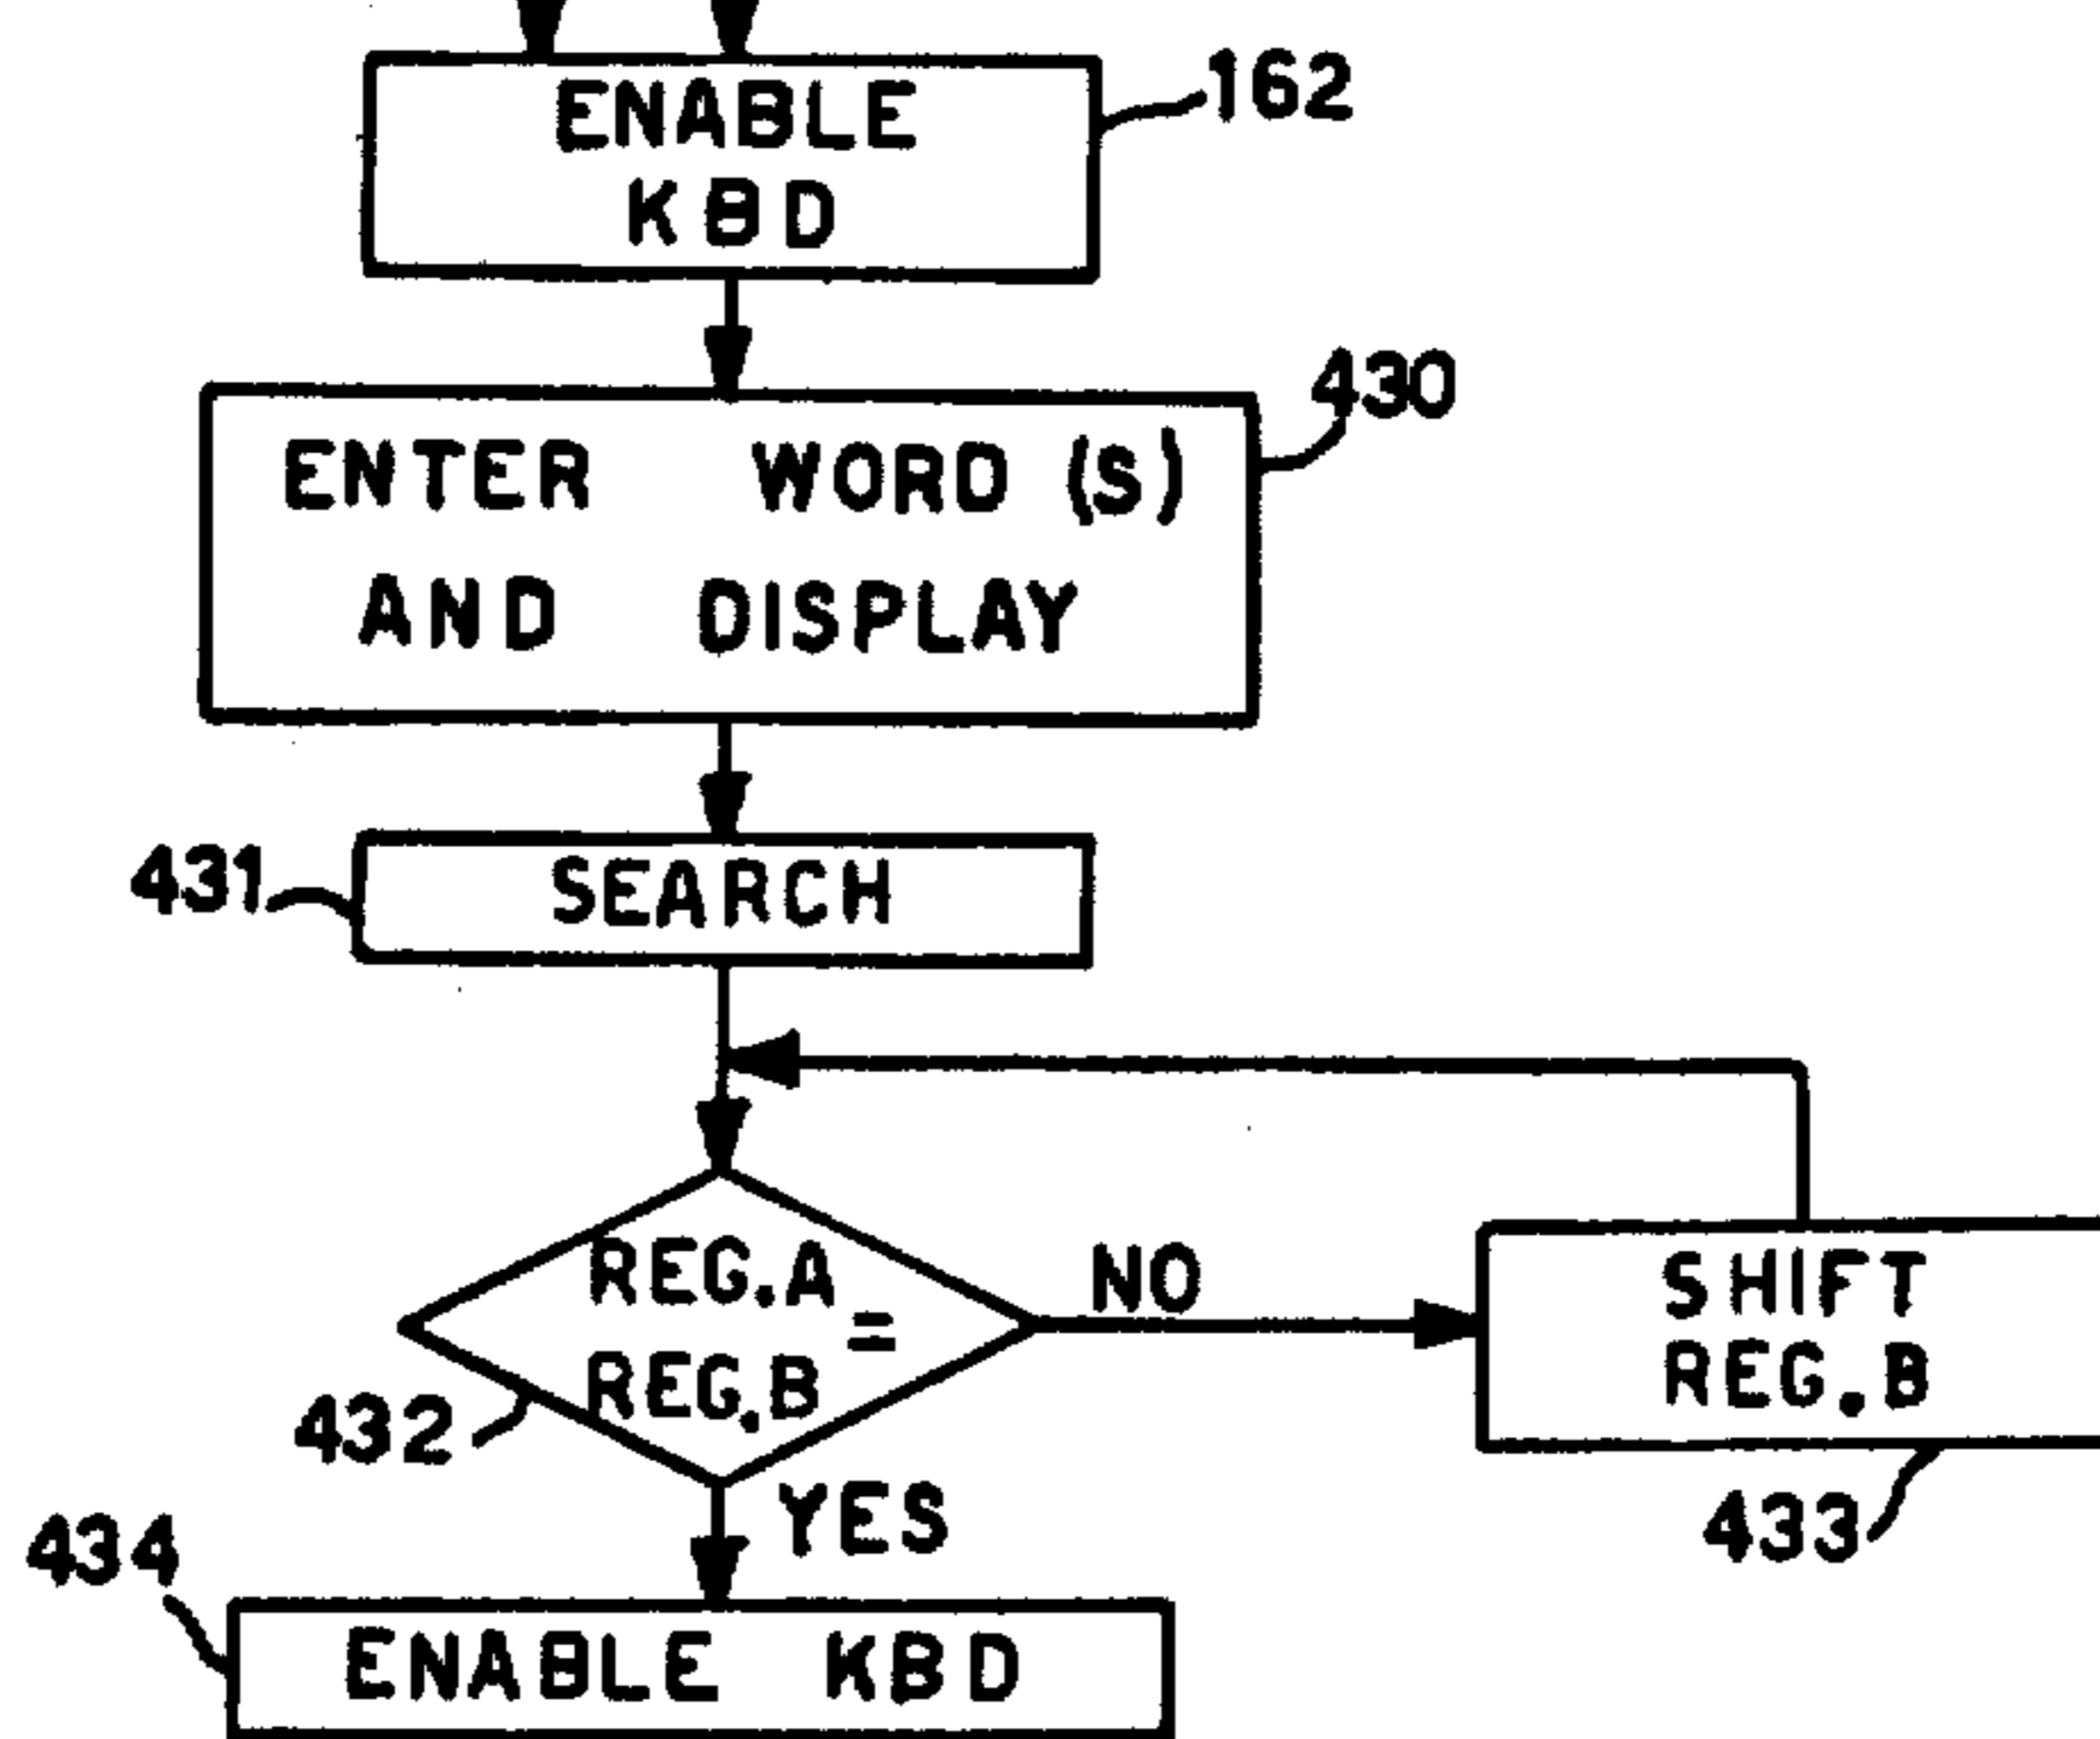 ENABLE
KBD
162
430
ENTER WORD (S)
AND DISPLAY
431
SEARCH
REG.A
=
REG.B
NO
SHIFT
REG.B
432
433
YES
434
ENABLE KBD